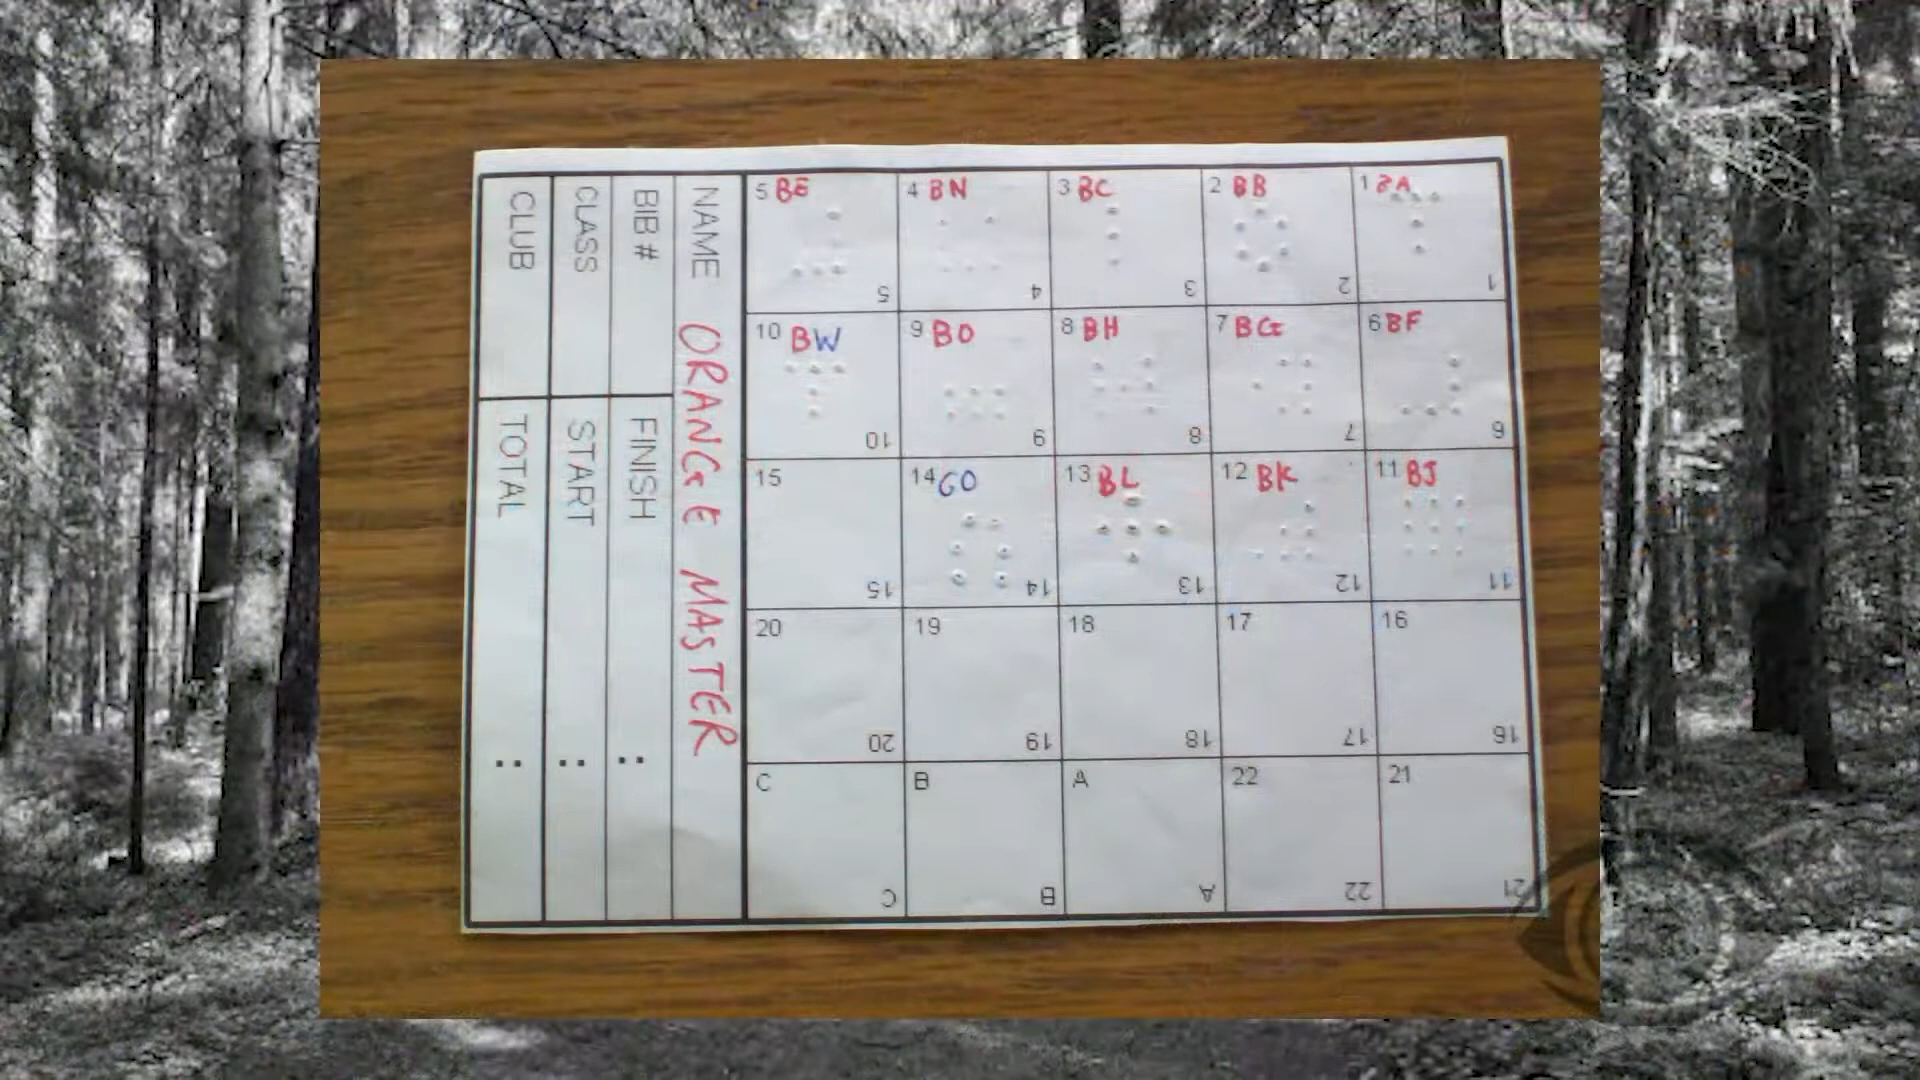 5 BE
5
4 BN
4
3 BC
3
2 BB
2
1 BA
1
10 BW
10
9 BO
9
8 BH
8
7 BG
7
6 BF
6
15
15
14 GO
14
13 BL
13
12 BK
12
11 BJ
11
20
20
19
19
18
18
17
17
16
16
C
C
B
B
A
A
22
22
21
21
NAME ORANGE MASTER
BIB #
FINISH :
CLASS
START :
CLUB
TOTAL :